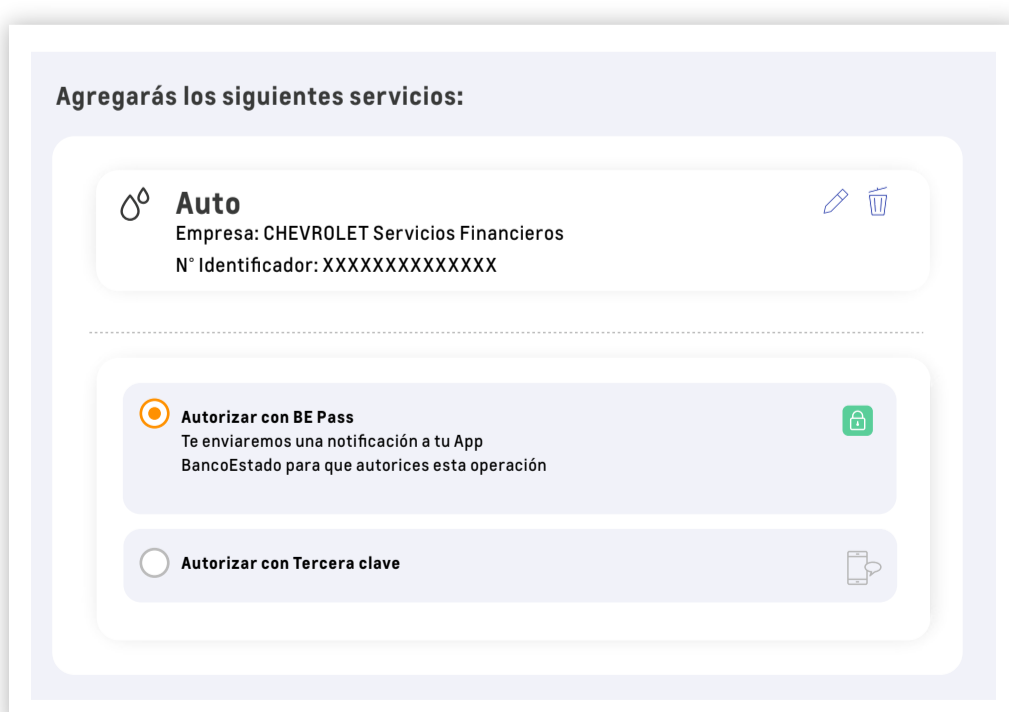 Agregarás los siguientes servicios:
Auto
Empresa: CHEVROLET Servicios Financieros
N° Identificador: XXXXXXXXXXXXXX
Autorizar con BE Pass
Te enviaremos una notificación a tu App
BancoEstado para que autorices esta operación
Autorizar con Tercera clave